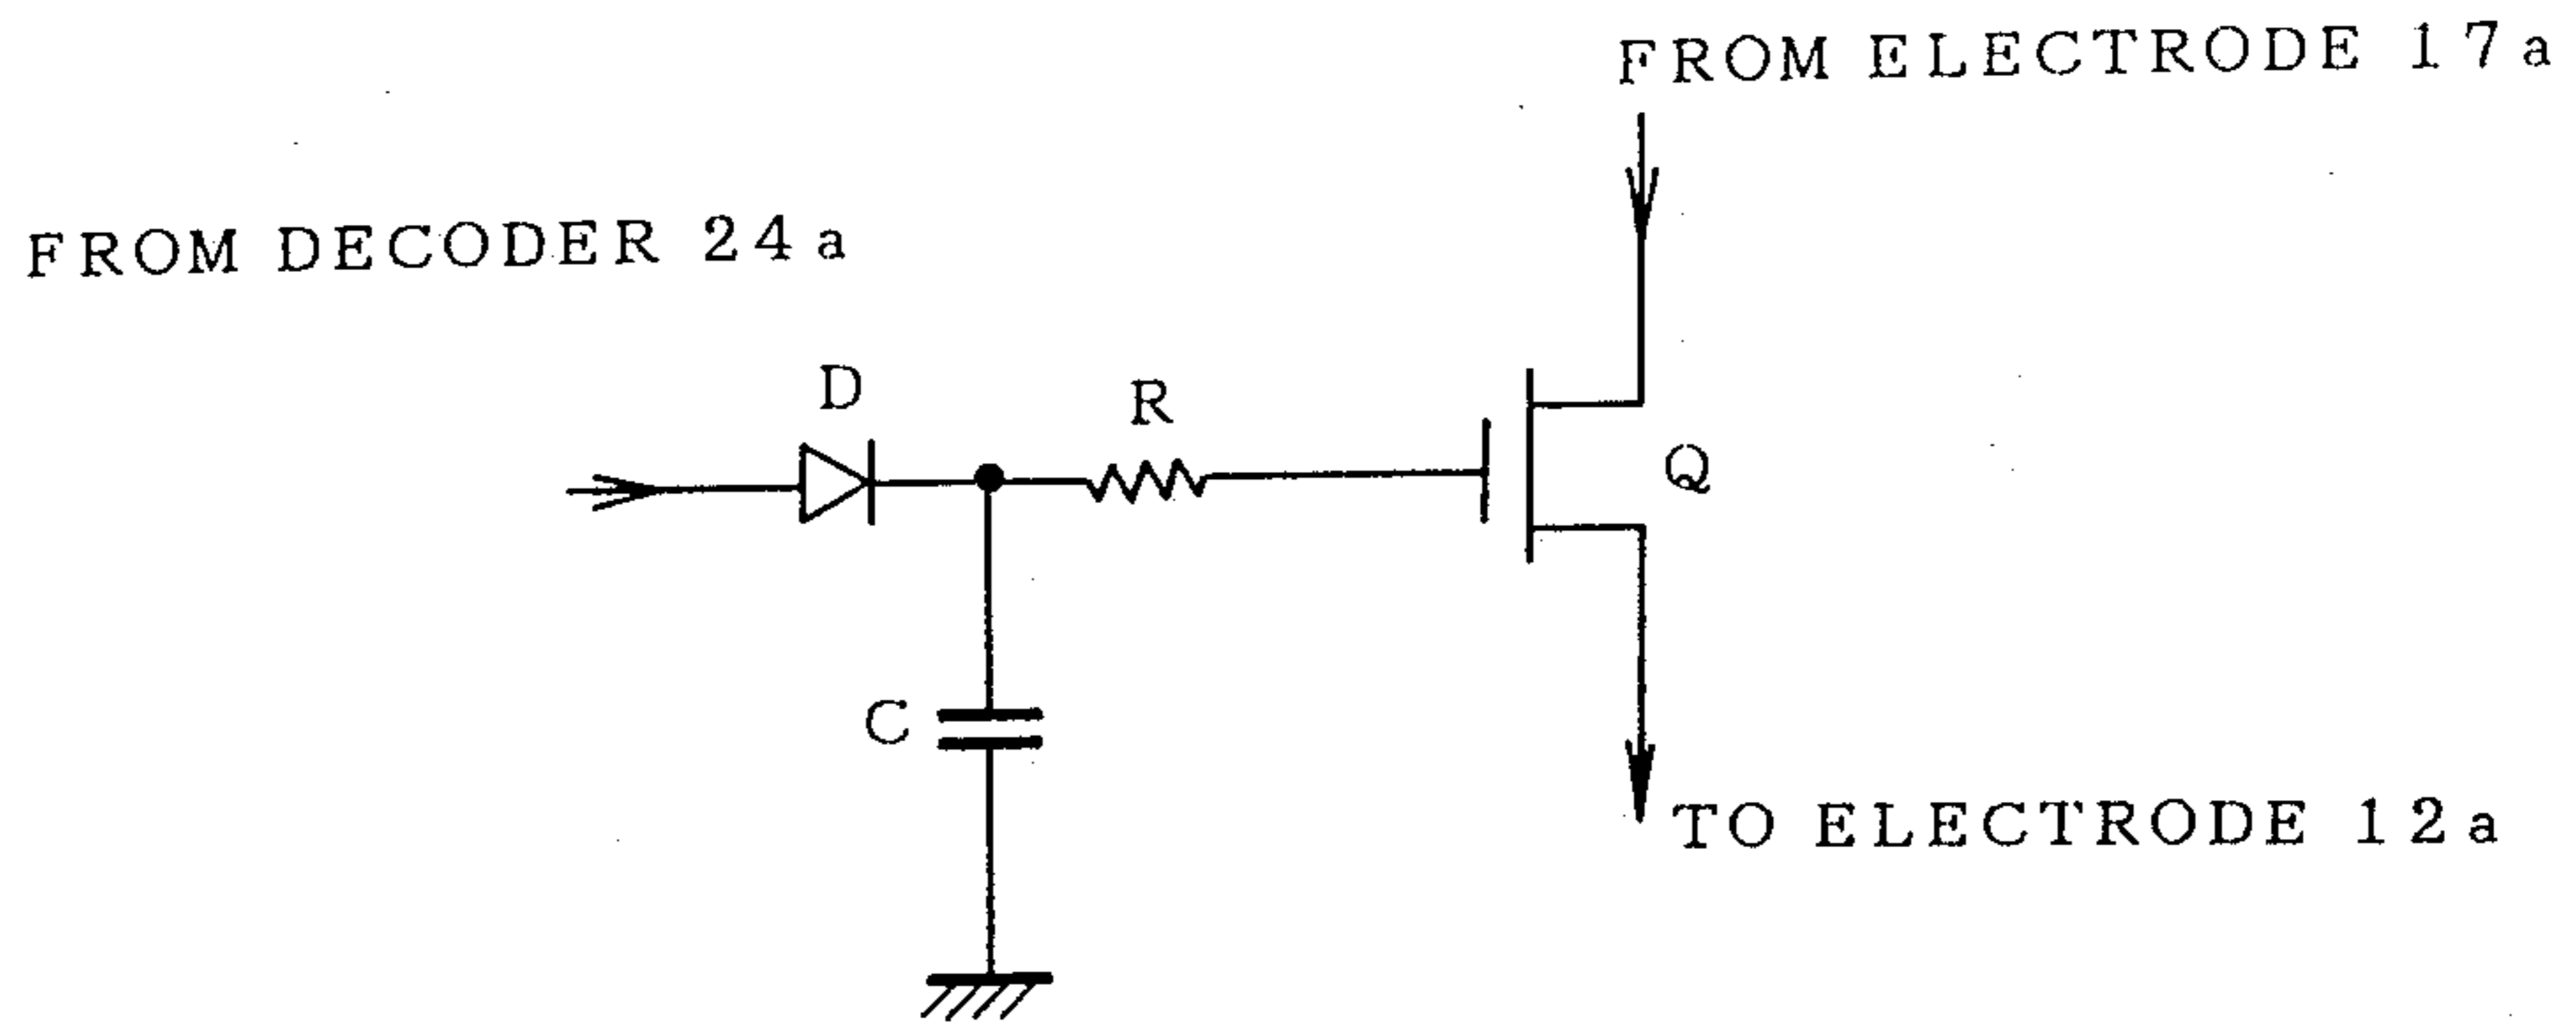 FROM ELECTRODE 17a
FROM DECODER 24a
D
R
Q
C
TO ELECTRODE 12a